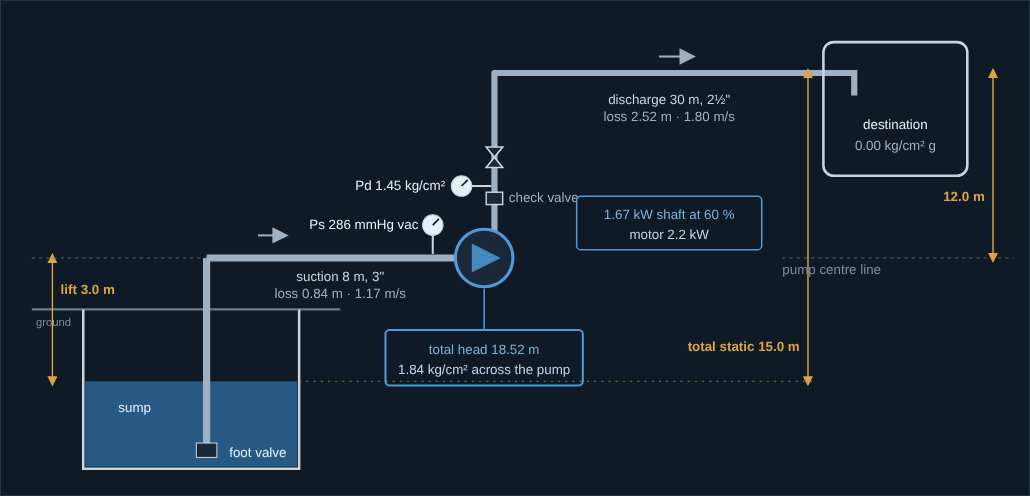 discharge 30 m, 2½"
loss 2.52 m · 1.80 m/s
destination
0.00 kg/cm² g
Pd 1.45 kg/cm²
check valve
12.0 m
Ps 286 mmHg vac
1.67 kW shaft at 60 %
motor 2.2 kW
pump centre line
suction 8 m, 3"
loss 0.84 m · 1.17 m/s
lift 3.0 m
ground
total head 18.52 m
1.84 kg/cm² across the pump
total static 15.0 m
sump
foot valve